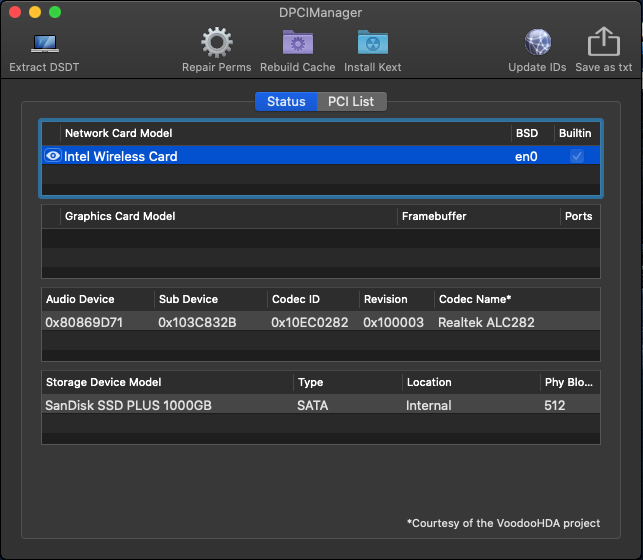 DPCIManager
Extract DSDT Repair Perms Rebuild Cache Install Kext Update IDs Save as txt
Status PCI List
Network Card Model BSD Builtin
Intel Wireless Card en0
Graphics Card Model Framebuffer Ports
Audio Device Sub Device Codec ID Revision Codec Name*
0x80869D71 0x103C832B 0x10EC0282 0x100003 Realtek ALC282
Storage Device Model Type Location Phy Blo...
SanDisk SSD PLUS 1000GB SATA Internal 512
*Courtesy of the VoodooHDA project